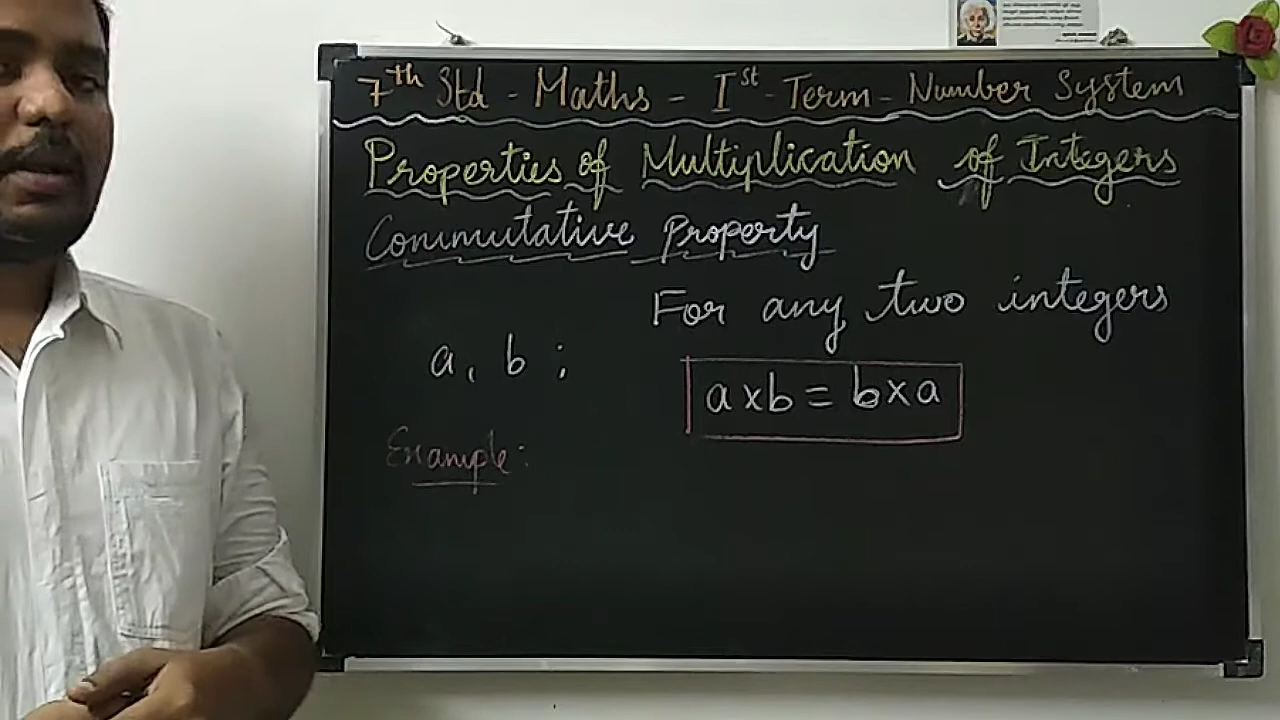 7th Std - Maths - Ist - Term - Number System
Properties of Multiplication of Integers
Commutative Property
For any two integers
a, b ;
a x b = b x a
Example: